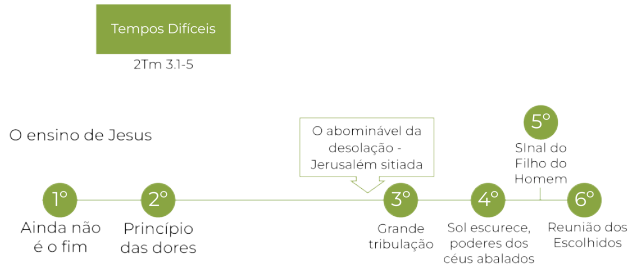 Tempos Difíceis
2Tm 3.1-5
O ensino de Jesus
O abominável da
desolação -
Jerusalém sitiada
5º
SInal do
Filho do
Homem
1º
Ainda não
é o fim
2º
Princípio
das dores
3º
Grande
tribulação
4º
Sol escurece,
poderes dos
céus abalados
6º
Reunião dos
Escolhidos